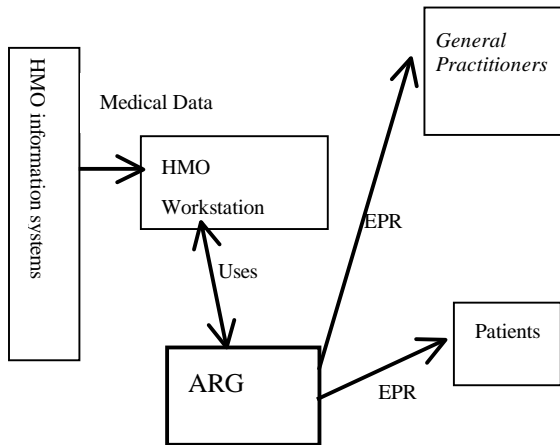 HMO information systems
Medical Data
HMO
Workstation
Uses
ARG
EPR
EPR
General
Practitioners
Patients